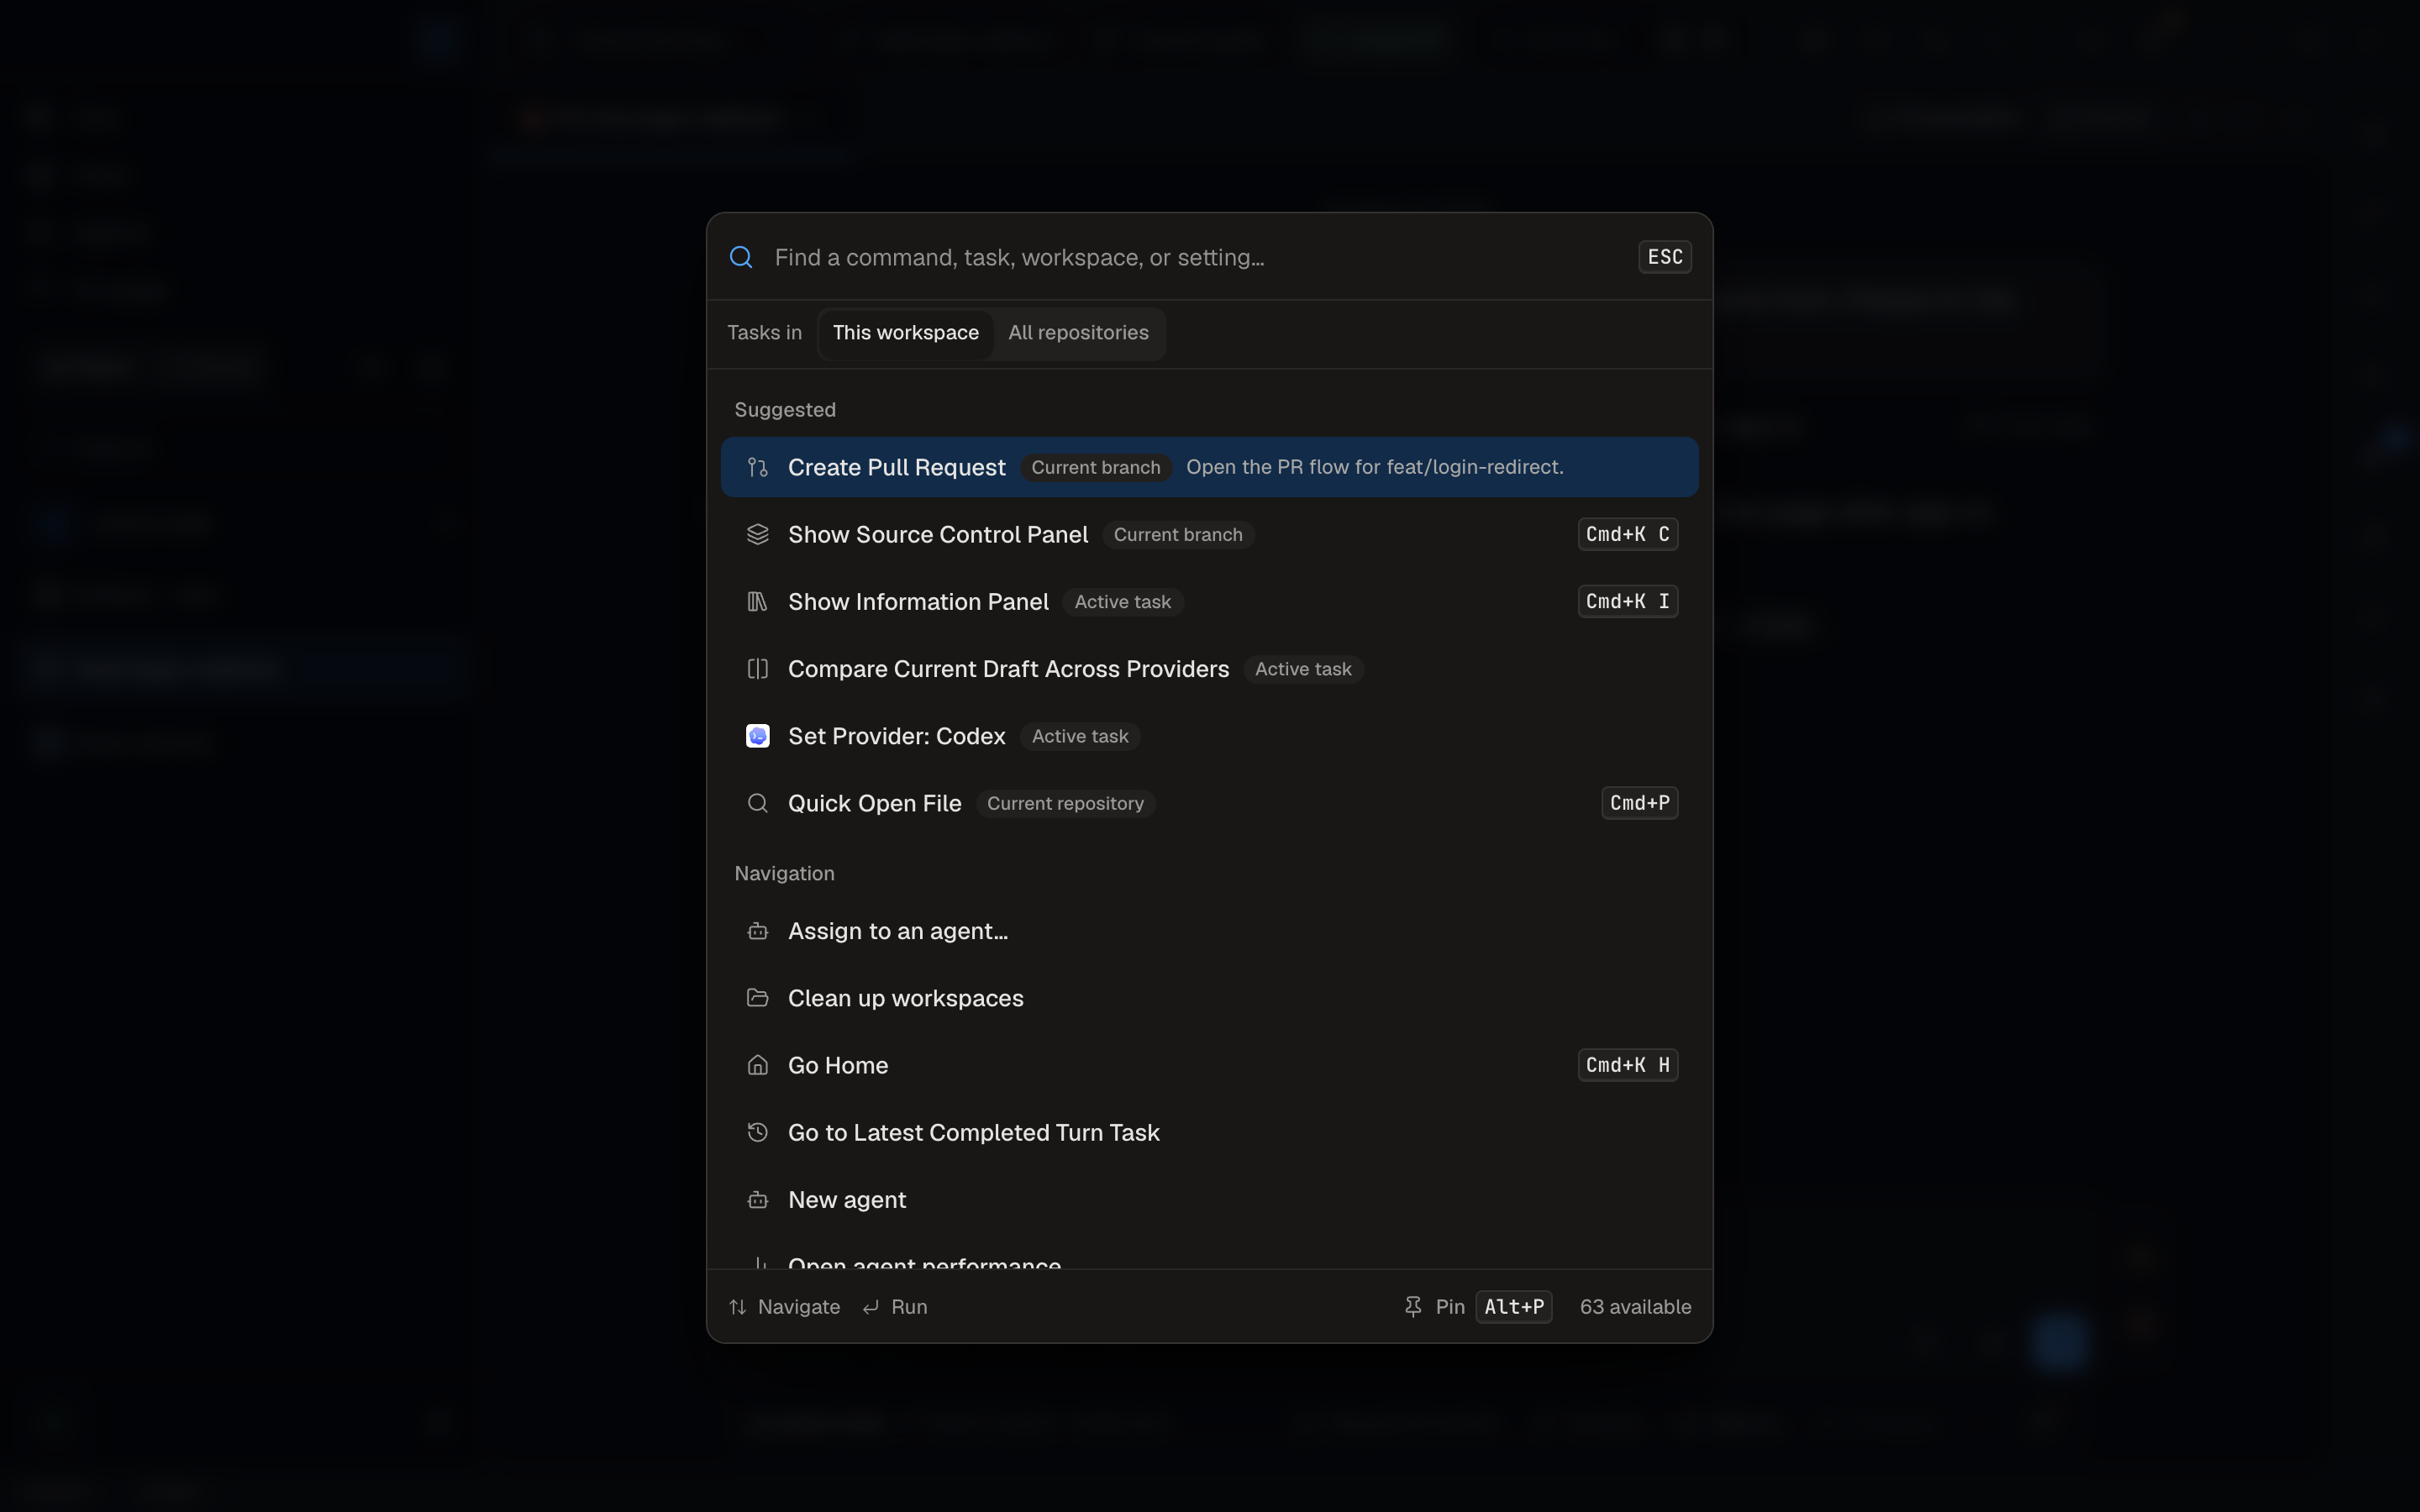 Find a command, task, workspace, or setting...
ESC
Tasks in
This workspace
All repositories
Suggested
Create Pull Request Current branch Open the PR flow for feat/login-redirect.
Show Source Control Panel Current branch Cmd+K C
Show Information Panel Active task Cmd+K I
Compare Current Draft Across Providers Active task
Set Provider: Codex Active task
Quick Open File Current repository Cmd+P
Navigation
Assign to an agent...
Clean up workspaces
Go Home Cmd+K H
Go to Latest Completed Turn Task
New agent
Open agent performance
Navigate Run Pin Alt+P 63 available